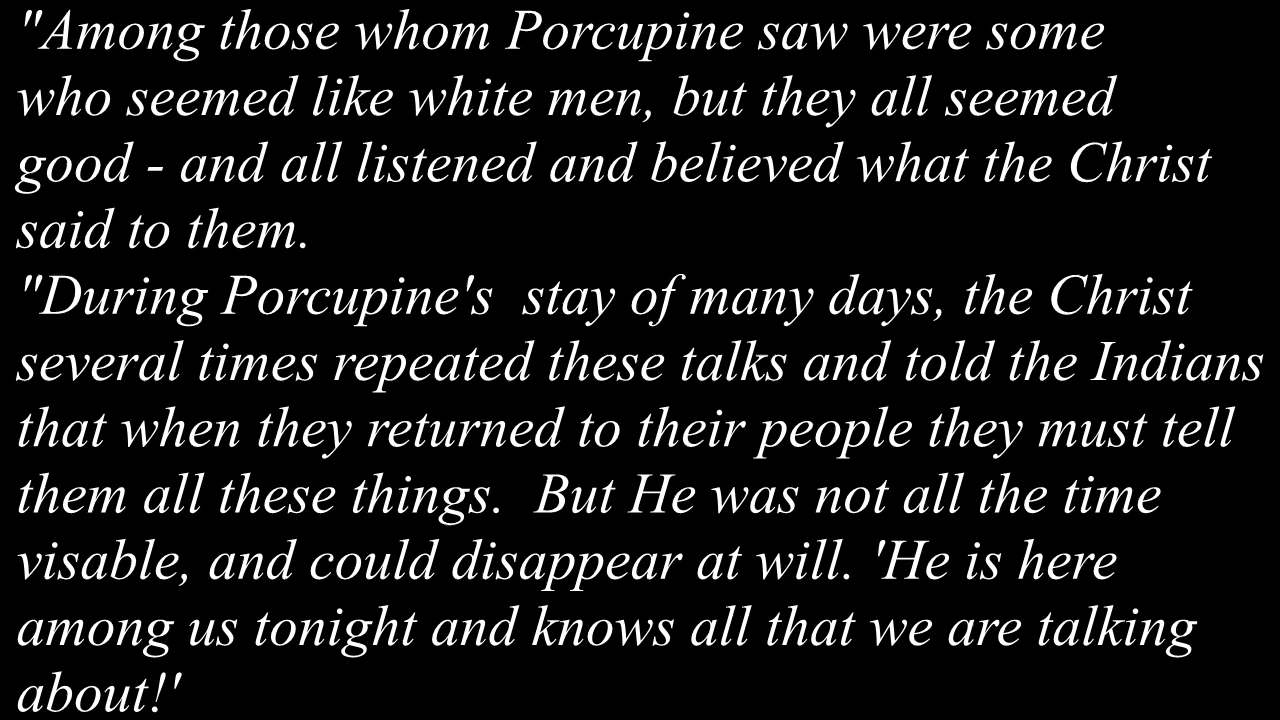 "Among those whom Porcupine saw were some
who seemed like white men, but they all seemed
good - and all listened and believed what the Christ
said to them.
"During Porcupine's  stay of many days, the Christ
several times repeated these talks and told the Indians
that when they returned to their people they must tell
them all these things.  But He was not all the time
visable, and could disappear at will. 'He is here
among us tonight and knows all that we are talking
about!'